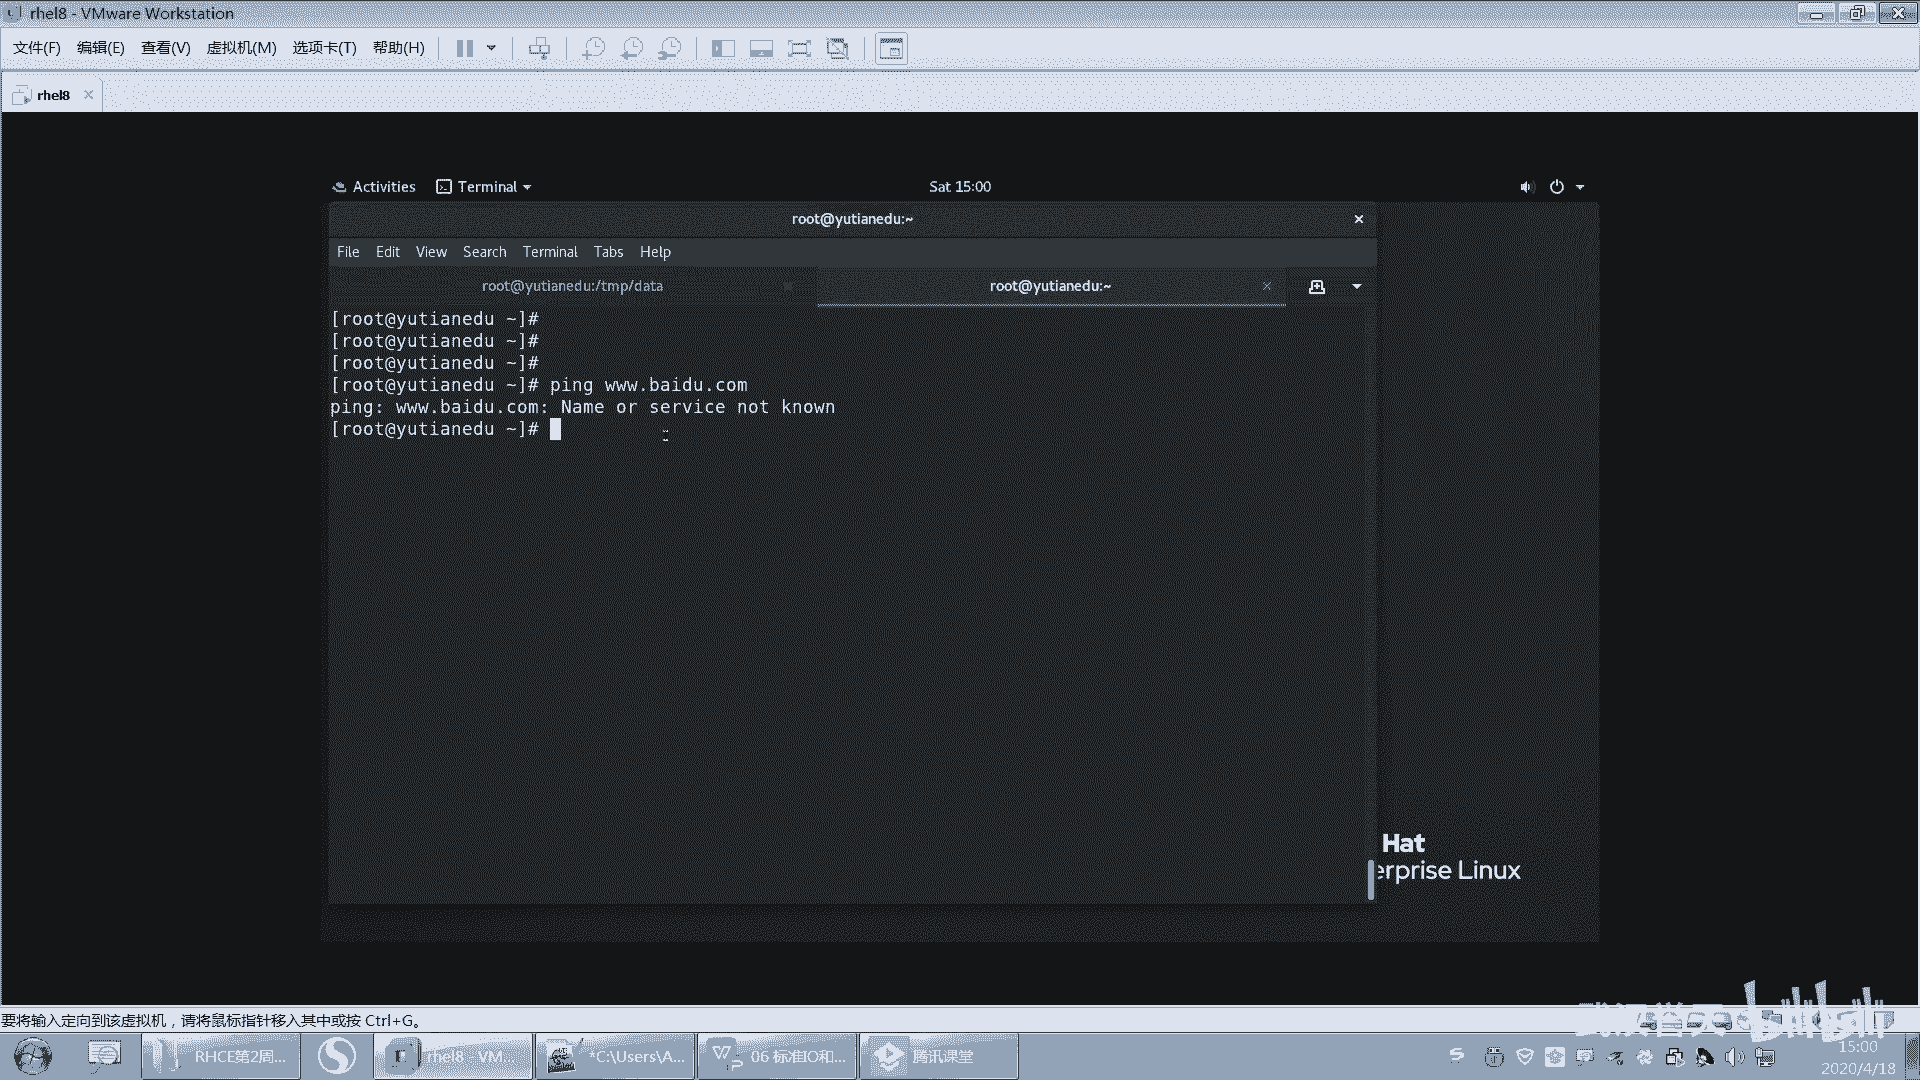 rhel8 - VMware Workstation
文件(F) 编辑(E) 查看(V) 虚拟机(M) 选项卡(T) 帮助(H)
rhel8
Activities Terminal Sat 15:00
root@yutianedu:~
File Edit View Search Terminal Tabs Help
root@yutianedu:/tmp/data root@yutianedu:~
[root@yutianedu ~]#
[root@yutianedu ~]#
[root@yutianedu ~]#
[root@yutianedu ~]# ping www.baidu.com
ping: www.baidu.com: Name or service not known
[root@yutianedu ~]#
Hat
erprise Linux
要将输入定向到该虚拟机，请将鼠标指针移入其中或按 Ctrl+G。
bilibili
RHCE第2周... rhel8 - VM... *C:\Users\A... 06 标准IO和... 腾讯课堂
15:00
2020/4/18